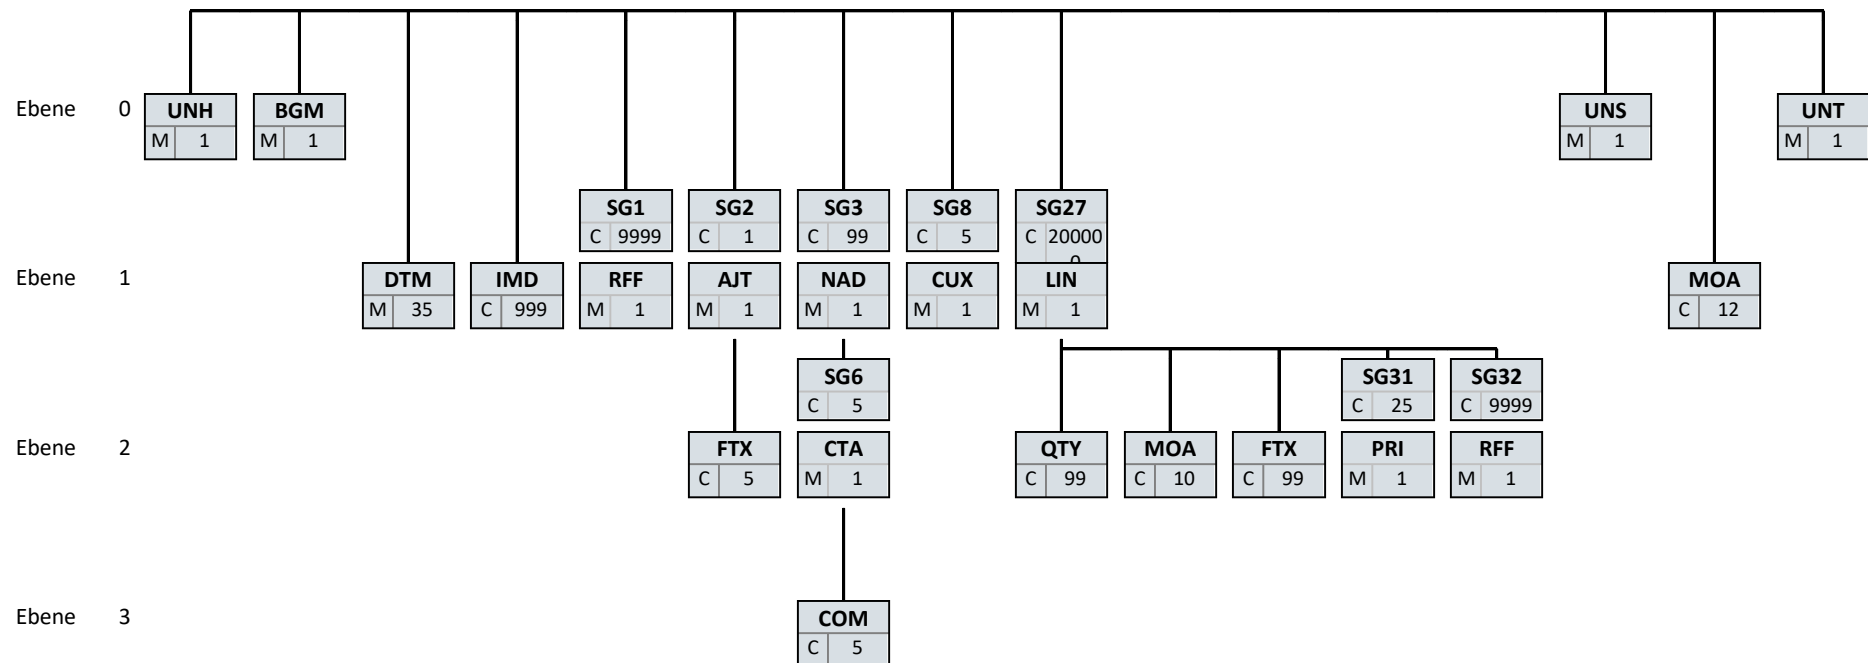 Ebene 0 UNH BGM UNS UNT
M 1 M 1 M 1 M 1
SG1 SG2 SG3 SG8 SG27
C 9999 C 1 C 99 C 5 C 20000
0
Ebene 1 DTM IMD RFF AJT NAD CUX LIN MOA
M 35 C 999 M 1 M 1 M 1 M 1 M 1 C 12
SG6 SG31 SG32
C 5 C 25 C 9999
Ebene 2 FTX CTA QTY MOA FTX PRI RFF
C 5 M 1 C 99 C 10 C 99 M 1 M 1
Ebene 3 COM
C 5